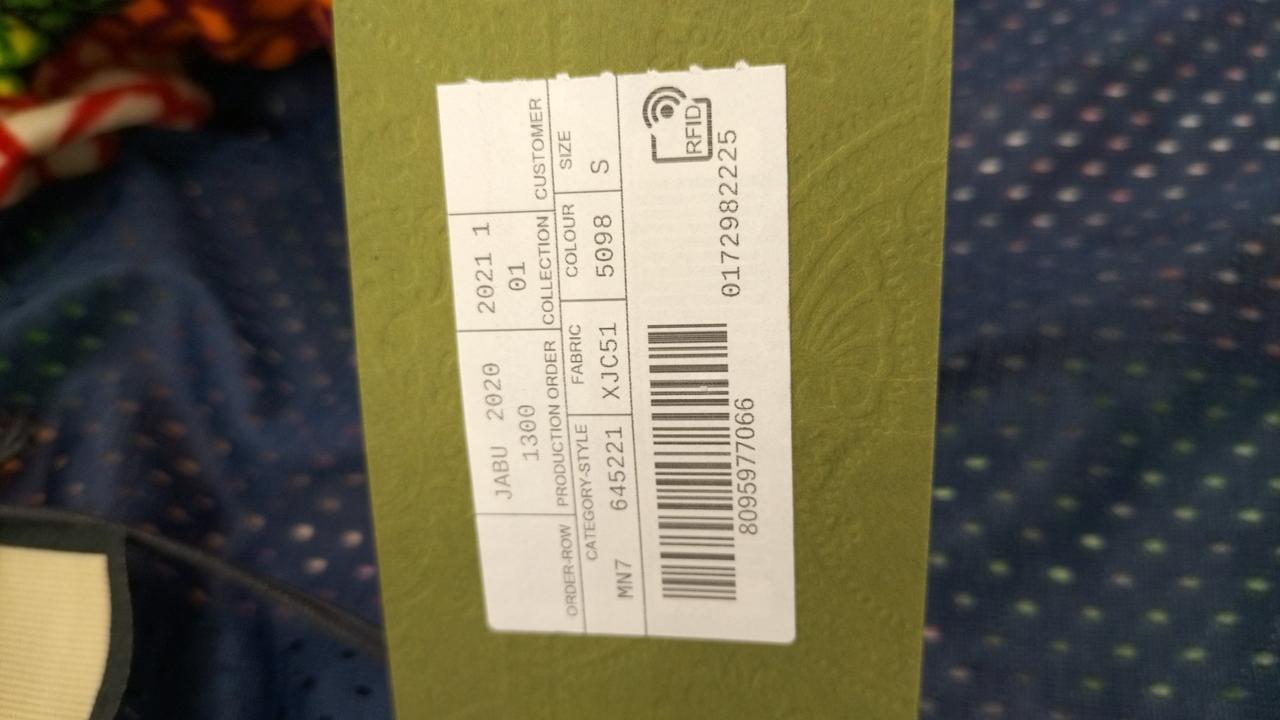 JABU 2020 2021 1
1300 01
ORDER-ROW PRODUCTION ORDER COLLECTION CUSTOMER
CATEGORY-STYLE FABRIC COLOUR SIZE
MN7 645221 XJC51 5098 S
RFID
0172982225
8095977066